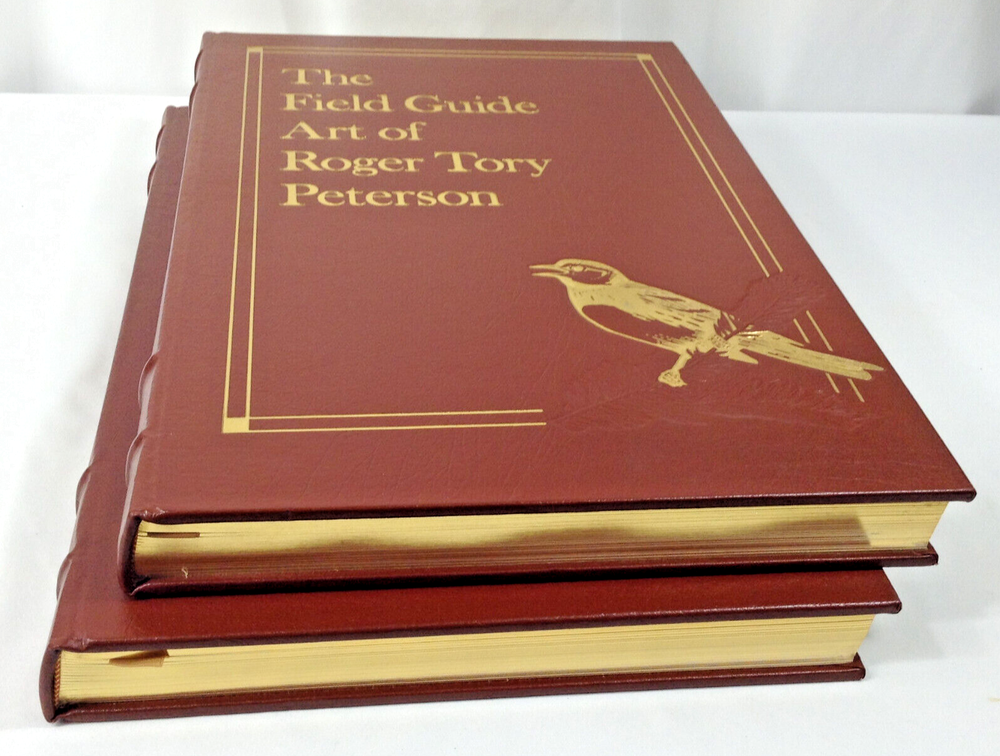 The
Field Guide
Art of
Roger Tory
Peterson